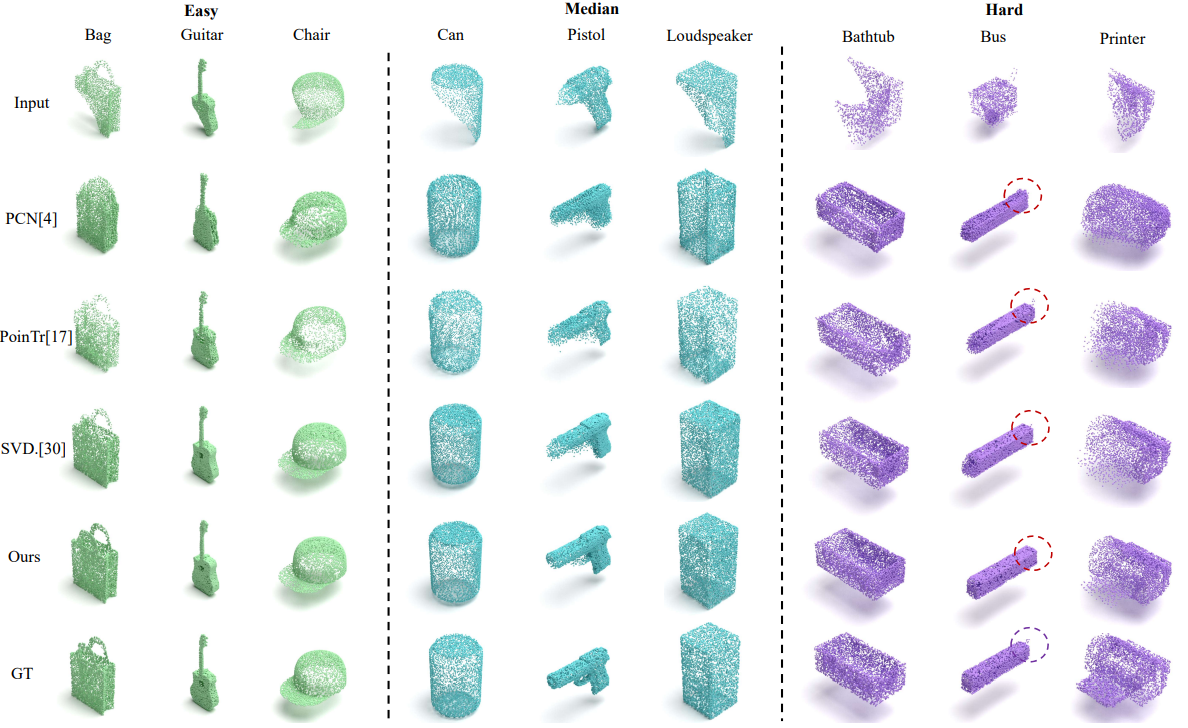 Easy Median Hard
Bag Guitar Chair Can Pistol Loudspeaker Bathtub Bus Printer
Input
PCN[4]
PoinTr[17]
SVD.[30]
Ours
GT